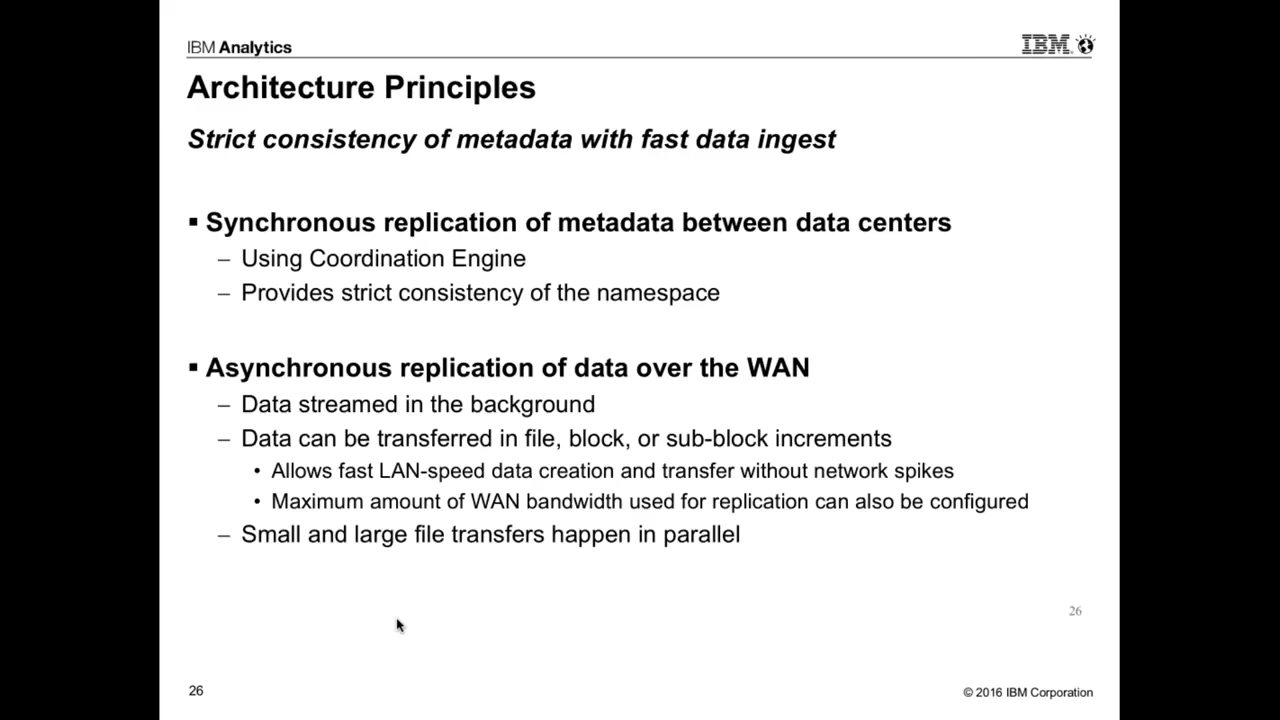 IBM Analytics
IBM
Architecture Principles
Strict consistency of metadata with fast data ingest
▪ Synchronous replication of metadata between data centers
– Using Coordination Engine
– Provides strict consistency of the namespace
▪ Asynchronous replication of data over the WAN
– Data streamed in the background
– Data can be transferred in file, block, or sub-block increments
• Allows fast LAN-speed data creation and transfer without network spikes
• Maximum amount of WAN bandwidth used for replication can also be configured
– Small and large file transfers happen in parallel
26
26
© 2016 IBM Corporation